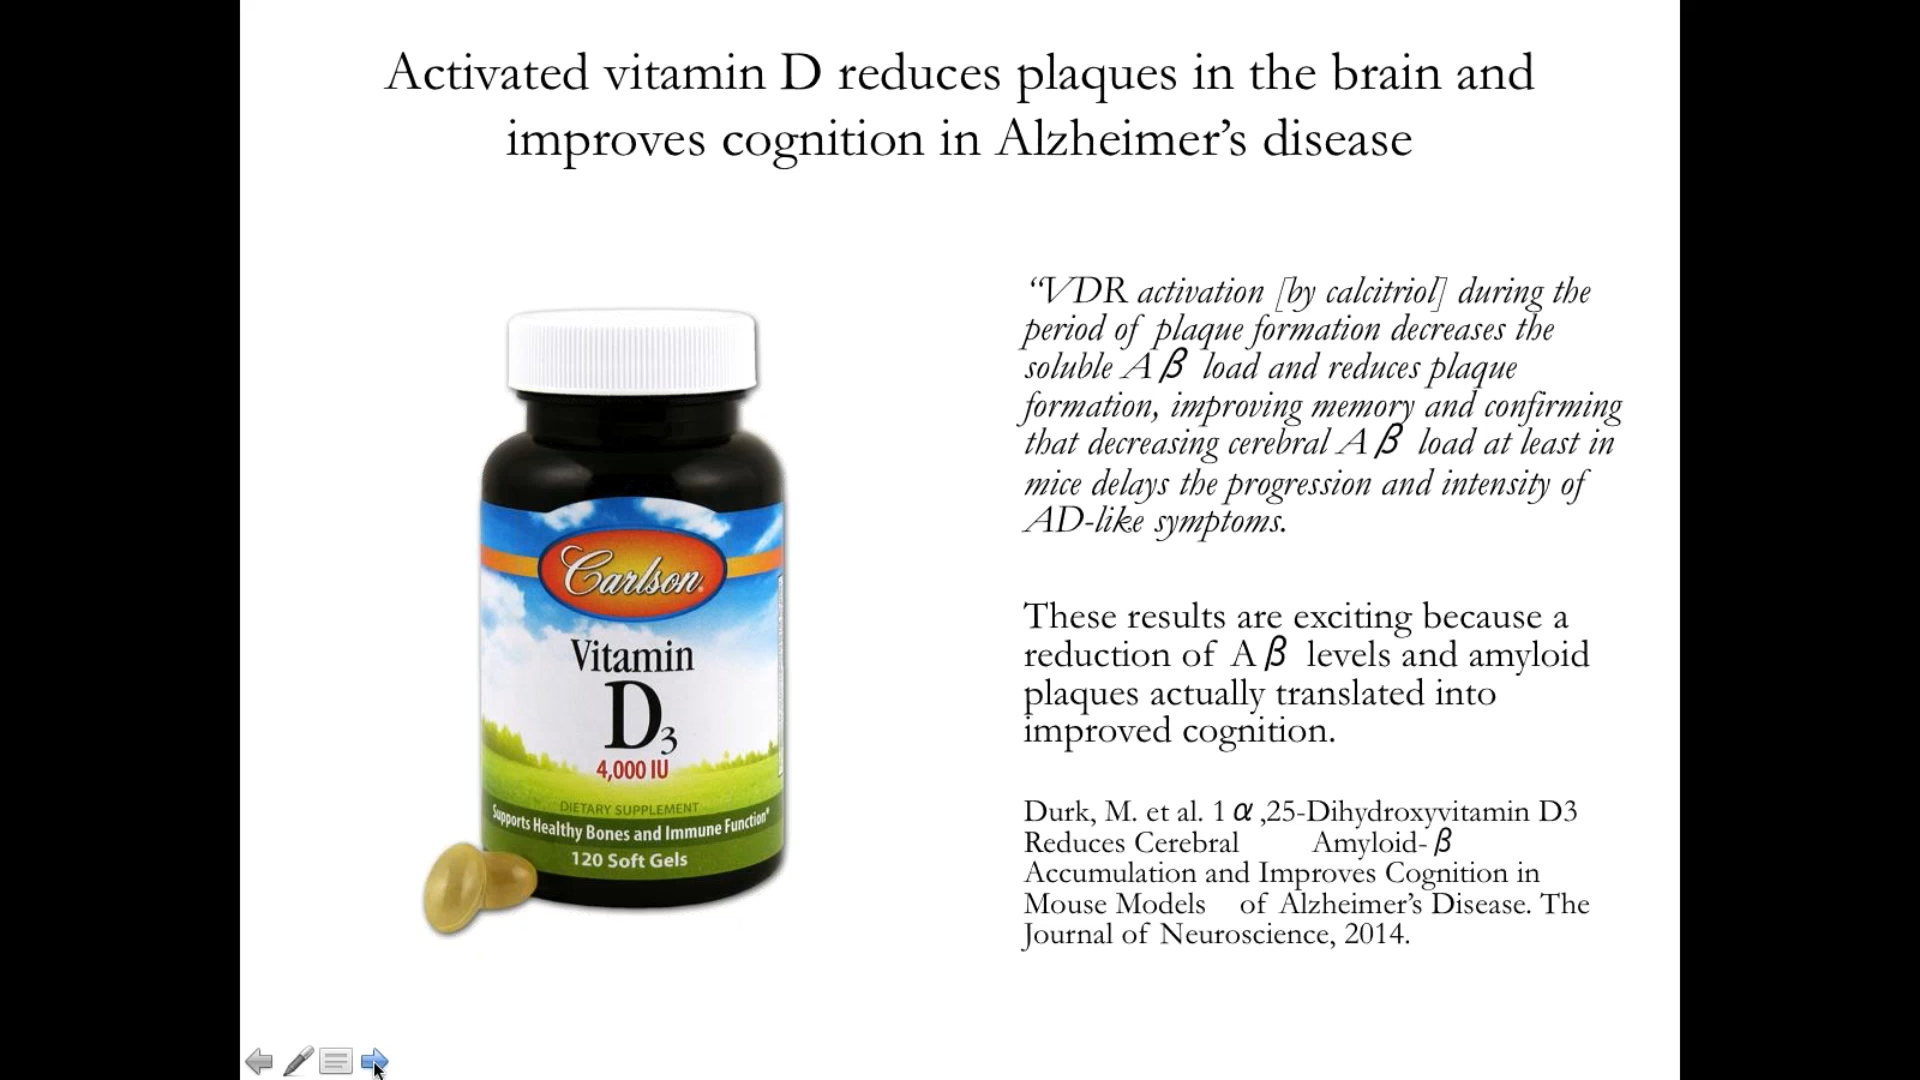 Activated vitamin D reduces plaques in the brain and
improves cognition in Alzheimer’s disease
Carlson
Vitamin
D3
4,000 IU
DIETARY SUPPLEMENT
Supports Healthy Bones and Immune Function*
120 Soft Gels
“VDR activation [by calcitriol] during the
period of plaque formation decreases the
soluble Aβ load and reduces plaque
formation, improving memory and confirming
that decreasing cerebral Aβ load at least in
mice delays the progression and intensity of
AD-like symptoms.
These results are exciting because a
reduction of Aβ levels and amyloid
plaques actually translated into
improved cognition.
Durk, M. et al. 1α,25-Dihydroxyvitamin D3
Reduces Cerebral Amyloid-β
Accumulation and Improves Cognition in
Mouse Models of Alzheimer’s Disease. The
Journal of Neuroscience, 2014.